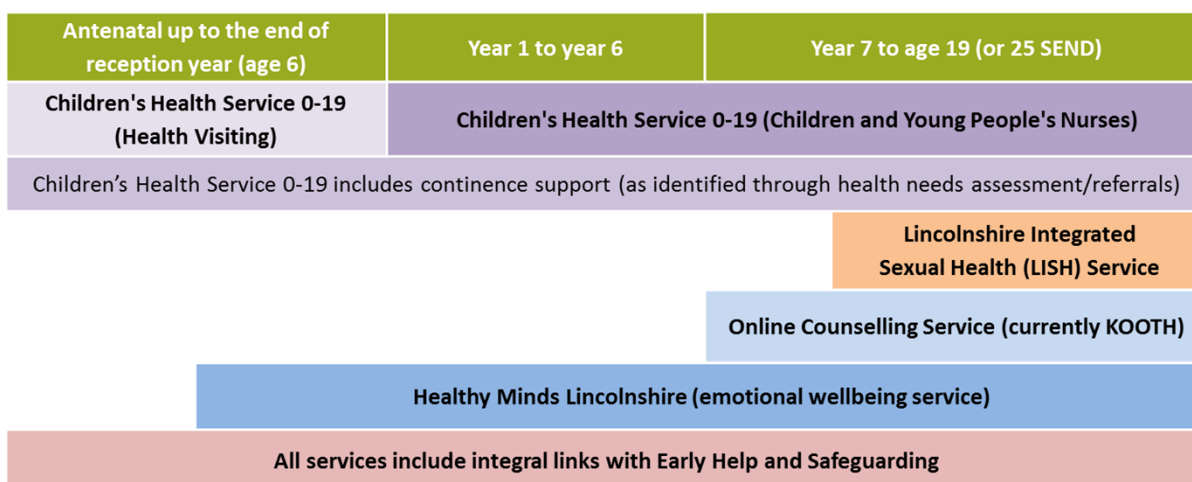 Antenatal up to the end of
reception year (age 6)
Year 1 to year 6
Year 7 to age 19 (or 25 SEND)
Children's Health Service 0-19
(Health Visiting)
Children's Health Service 0-19 (Children and Young People's Nurses)
Children’s Health Service 0-19 includes continence support (as identified through health needs assessment/referrals)
Lincolnshire Integrated
Sexual Health (LISH) Service
Online Counselling Service (currently KOOTH)
Healthy Minds Lincolnshire (emotional wellbeing service)
All services include integral links with Early Help and Safeguarding